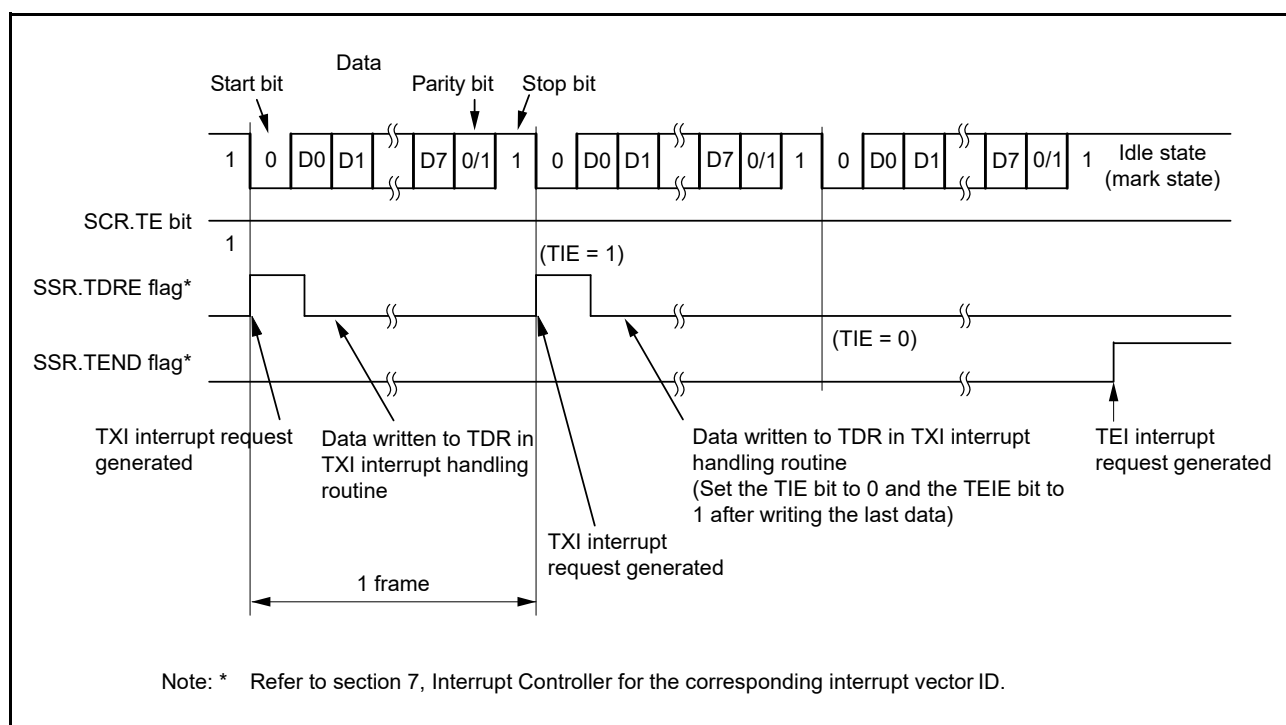 Data
Start bit
Parity bit
Stop bit
1 0 D0 D1 D7 0/1 1 0 D0 D1 D7 0/1 1 0 D0 D1 D7 0/1 1
Idle state
(mark state)
SCR.TE bit
1
(TIE = 1)
SSR.TDRE flag*
(TIE = 0)
SSR.TEND flag*
TXI interrupt request
generated
Data written to TDR in
TXI interrupt handling
routine
Data written to TDR in TXI interrupt
handling routine
(Set the TIE bit to 0 and the TEIE bit to
1 after writing the last data)
TEI interrupt
request generated
TXI interrupt
request generated
1 frame
Note: * Refer to section 7, Interrupt Controller for the corresponding interrupt vector ID.